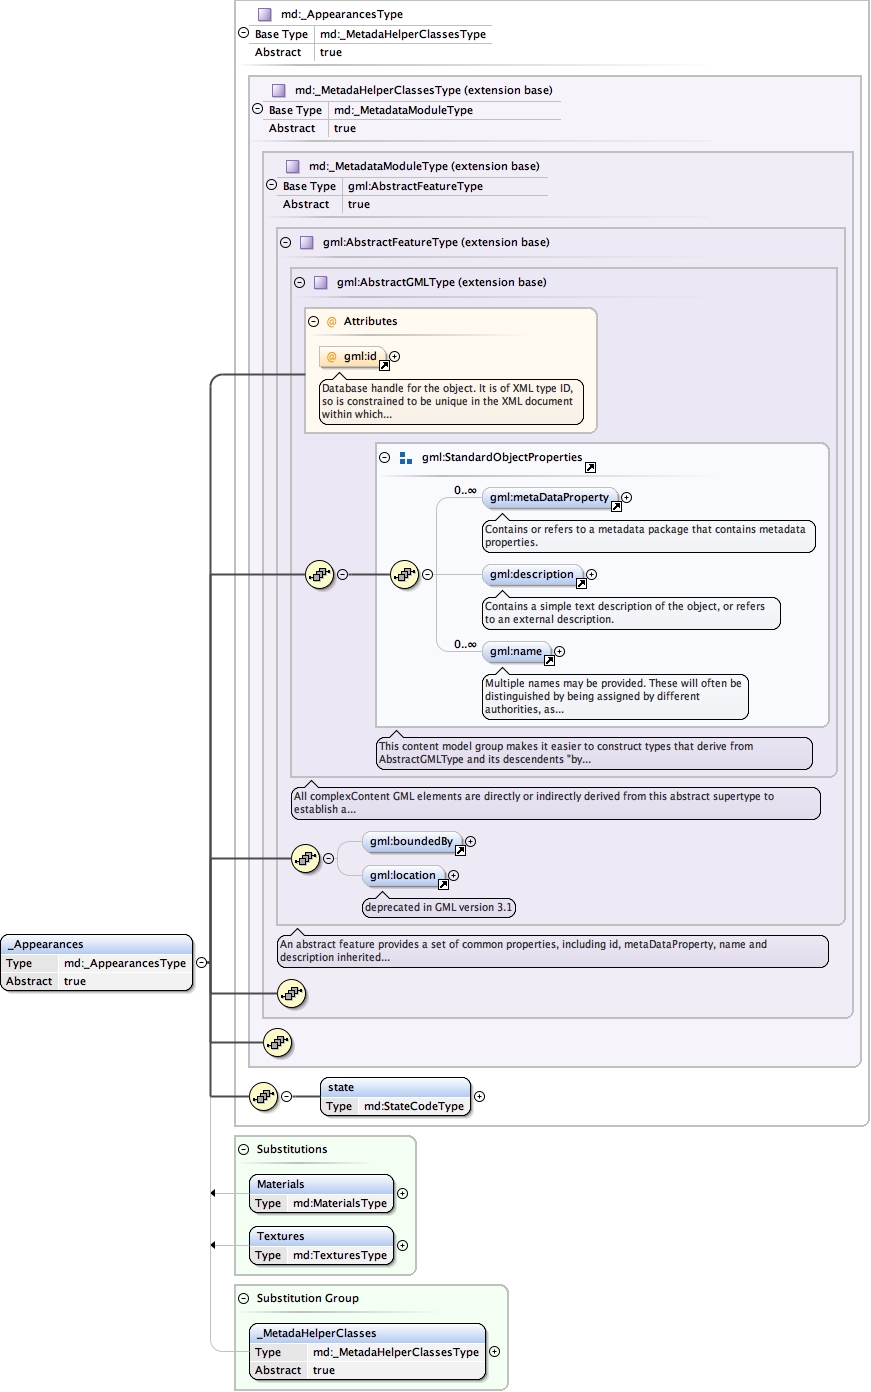 md:_AppearancesType
Base Type md:_MetadaHelperClassesType
Abstract true
md:_MetadaHelperClassesType (extension base)
Base Type md:_MetadataModuleType
Abstract true
md:_MetadataModuleType (extension base)
Base Type gml:AbstractFeatureType
Abstract true
gml:AbstractFeatureType (extension base)
gml:AbstractGMLType (extension base)
@ Attributes
@ gml:id
Database handle for the object. It is of XML type ID,
so is constrained to be unique in the XML document
within which...
gml:StandardObjectProperties
0..∞
gml:metaDataProperty
Contains or refers to a metadata package that contains metadata
properties.
gml:description
Contains a simple text description of the object, or refers
to an external description.
0..∞
gml:name
Multiple names may be provided. These will often be
distinguished by being assigned by different
authorities, as...
This content model group makes it easier to construct types that derive from
AbstractGMLType and its descendents "by...
All complexContent GML elements are directly or indirectly derived from this abstract supertype to
establish a...
gml:boundedBy
gml:location
deprecated in GML version 3.1
An abstract feature provides a set of common properties, including id, metaDataProperty, name and
description inherited...
_Appearances
Type md:_AppearancesType
Abstract true
state
Type md:StateCodeType
Substitutions
Materials
Type md:MaterialsType
Textures
Type md:TexturesType
Substitution Group
_MetadaHelperClasses
Type md:_MetadaHelperClassesType
Abstract true